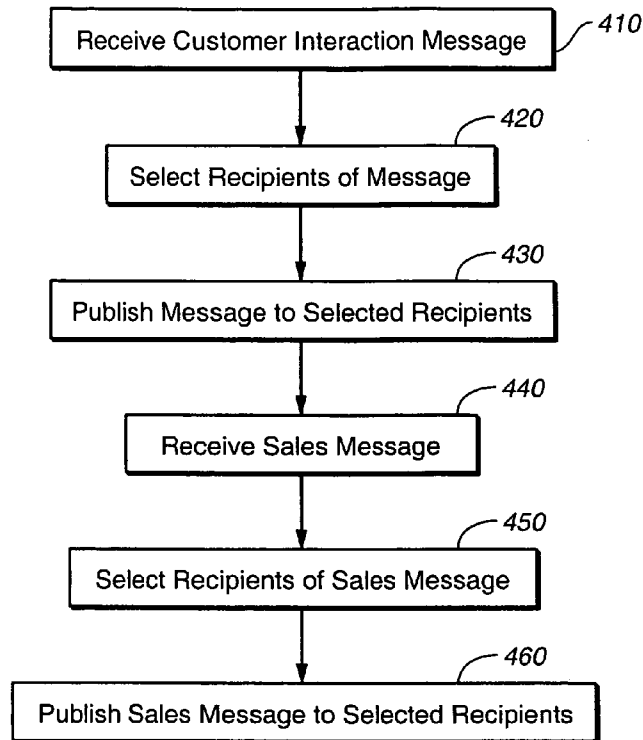 Receive Customer Interaction Message
410
420
Select Recipients of Message
430
Publish Message to Selected Recipients
440
Receive Sales Message
450
Select Recipients of Sales Message
460
Publish Sales Message to Selected Recipients